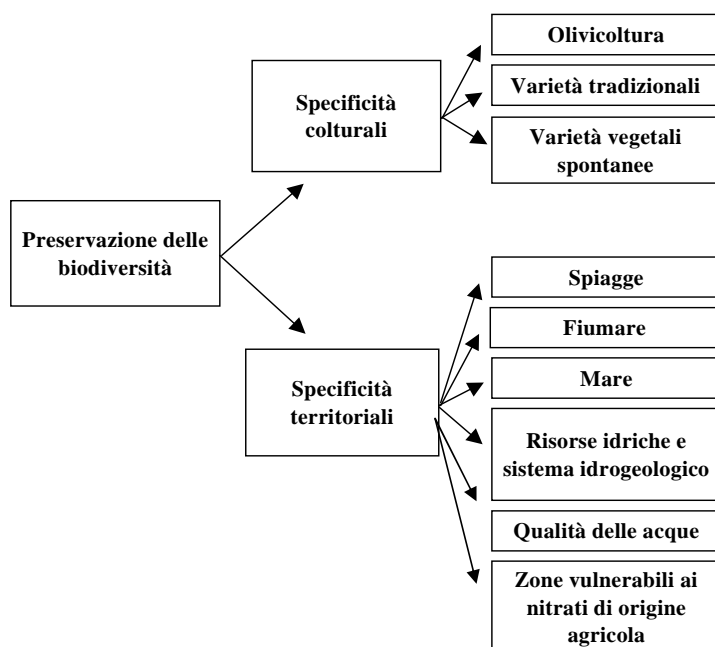 Preservazione delle
biodiversità
Specificità
colturali
Olivicoltura
Varietà tradizionali
Varietà vegetali
spontanee
Specificità
territoriali
Spiagge
Fiumare
Mare
Risorse idriche e
sistema idrogeologico
Qualità delle acque
Zone vulnerabili ai
nitrati di origine
agricola